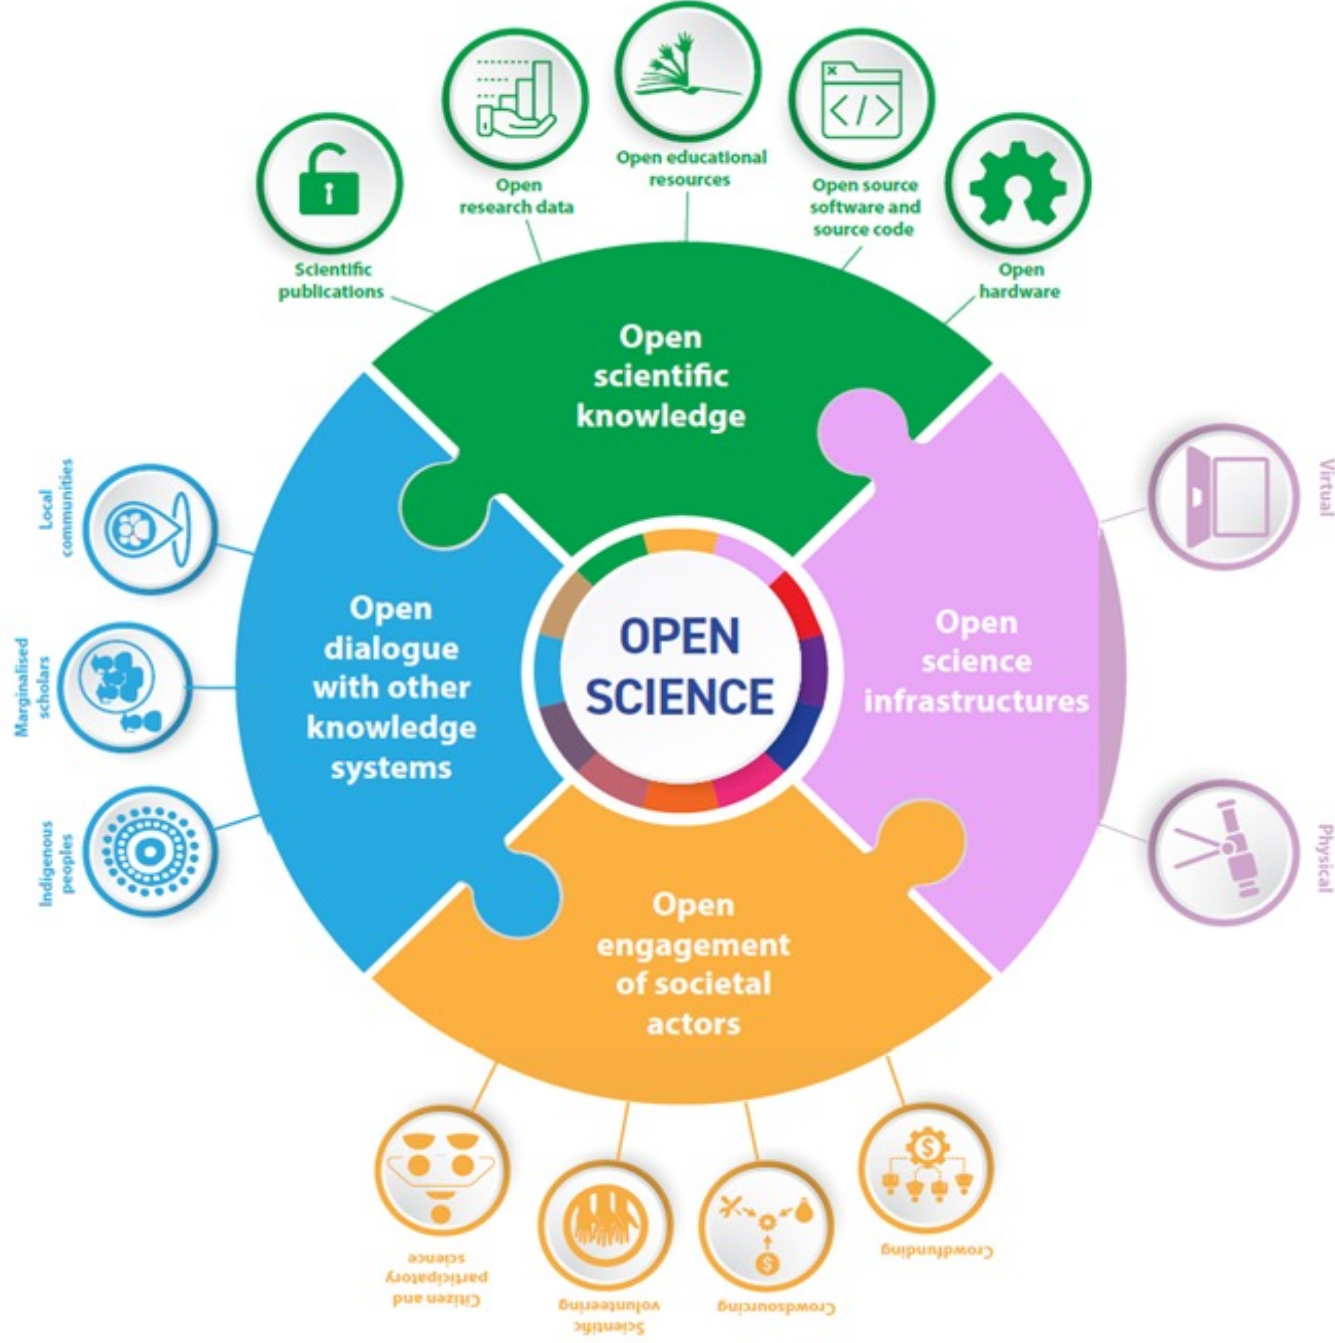 Open educational
resources
Open
research data
Open source
software and
source code
Scientific
publications
Open
hardware
Open
scientific
knowledge
Local
communities
Marginalised
scholars
Indigenous
peoples
Open
dialogue
with other
knowledge
systems
OPEN
SCIENCE
Open
science
infrastructures
Virtual
Physical
Open
engagement
of societal
actors
Citizen and
participatory
science
Scientific
volunteering
Crowdsourcing
Crowdfunding